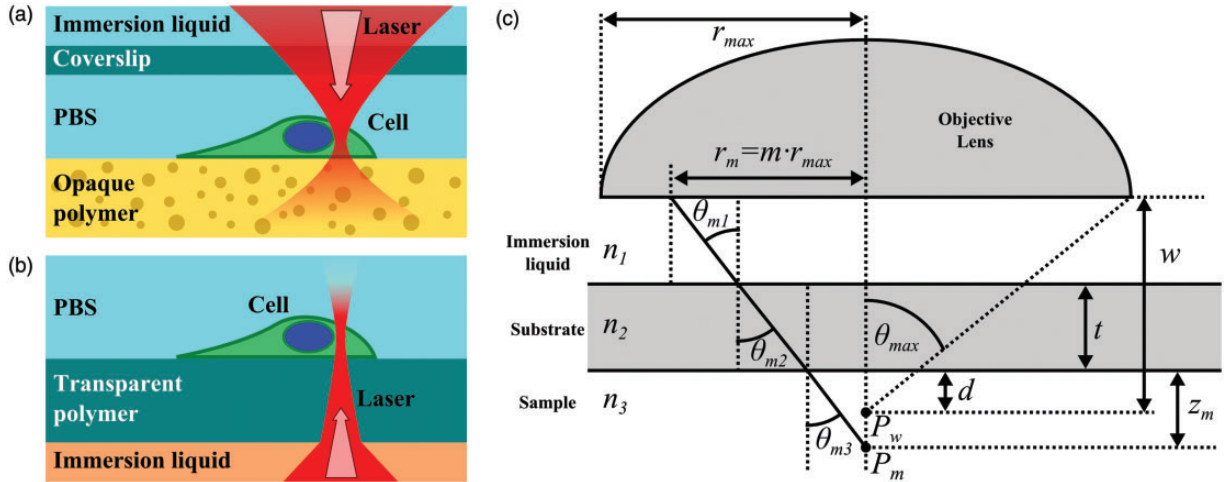 (a)
Immersion liquid
Laser
Coverslip
PBS
Cell
Opaque
polymer
(b)
PBS
Cell
Transparent
polymer
Laser
Immersion liquid
(c)
r_max
Objective
Lens
r_m=m·r_max
θ_m1
Immersion
liquid
n_1
w
Substrate
n_2
θ_m2
θ_max
t
Sample
n_3
d
z_m
θ_m3
P_w
P_m